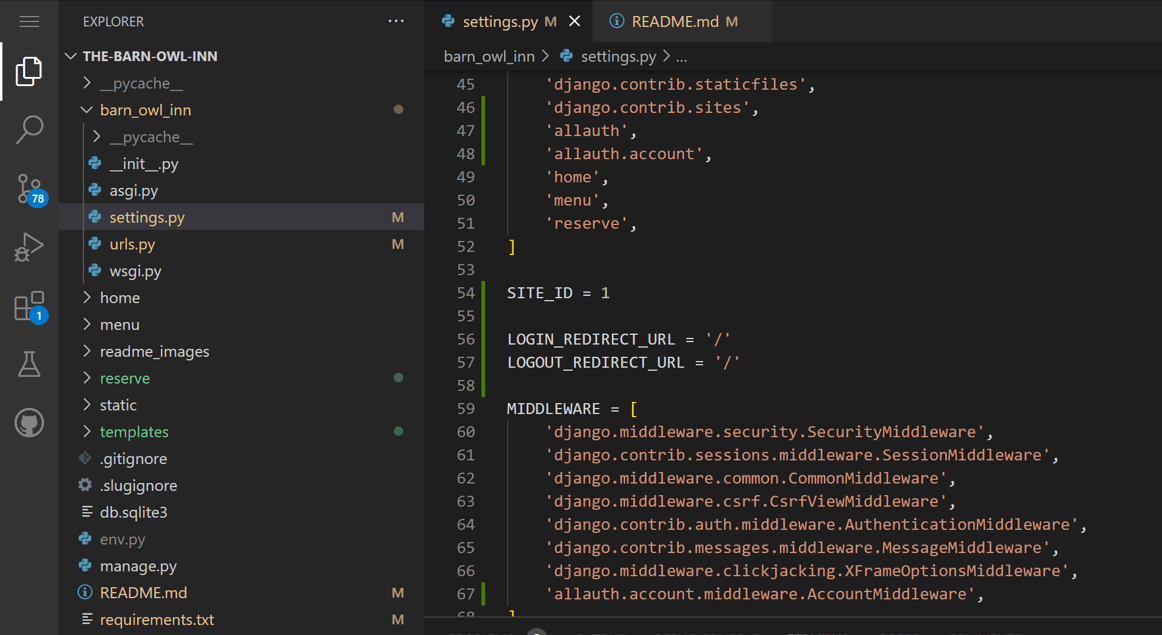 EXPLORER
THE-BARN-OWL-INN
__pycache__
barn_owl_inn
__pycache__
__init__.py
asgi.py
settings.py M
urls.py M
wsgi.py
home
menu
readme_images
reserve
static
templates
.gitignore
.slugignore
db.sqlite3
env.py
manage.py
README.md M
requirements.txt M
78
1
settings.py M
README.md M
barn_owl_inn > settings.py > ...
45 'django.contrib.staticfiles',
46 'django.contrib.sites',
47 'allauth',
48 'allauth.account',
49 'home',
50 'menu',
51 'reserve',
52 ]
53
54 SITE_ID = 1
55
56 LOGIN_REDIRECT_URL = '/'
57 LOGOUT_REDIRECT_URL = '/'
58
59 MIDDLEWARE = [
60 'django.middleware.security.SecurityMiddleware',
61 'django.contrib.sessions.middleware.SessionMiddleware',
62 'django.middleware.common.CommonMiddleware',
63 'django.middleware.csrf.CsrfViewMiddleware',
64 'django.contrib.auth.middleware.AuthenticationMiddleware',
65 'django.contrib.messages.middleware.MessageMiddleware',
66 'django.middleware.clickjacking.XFrameOptionsMiddleware',
67 'allauth.account.middleware.AccountMiddleware',
68 ]